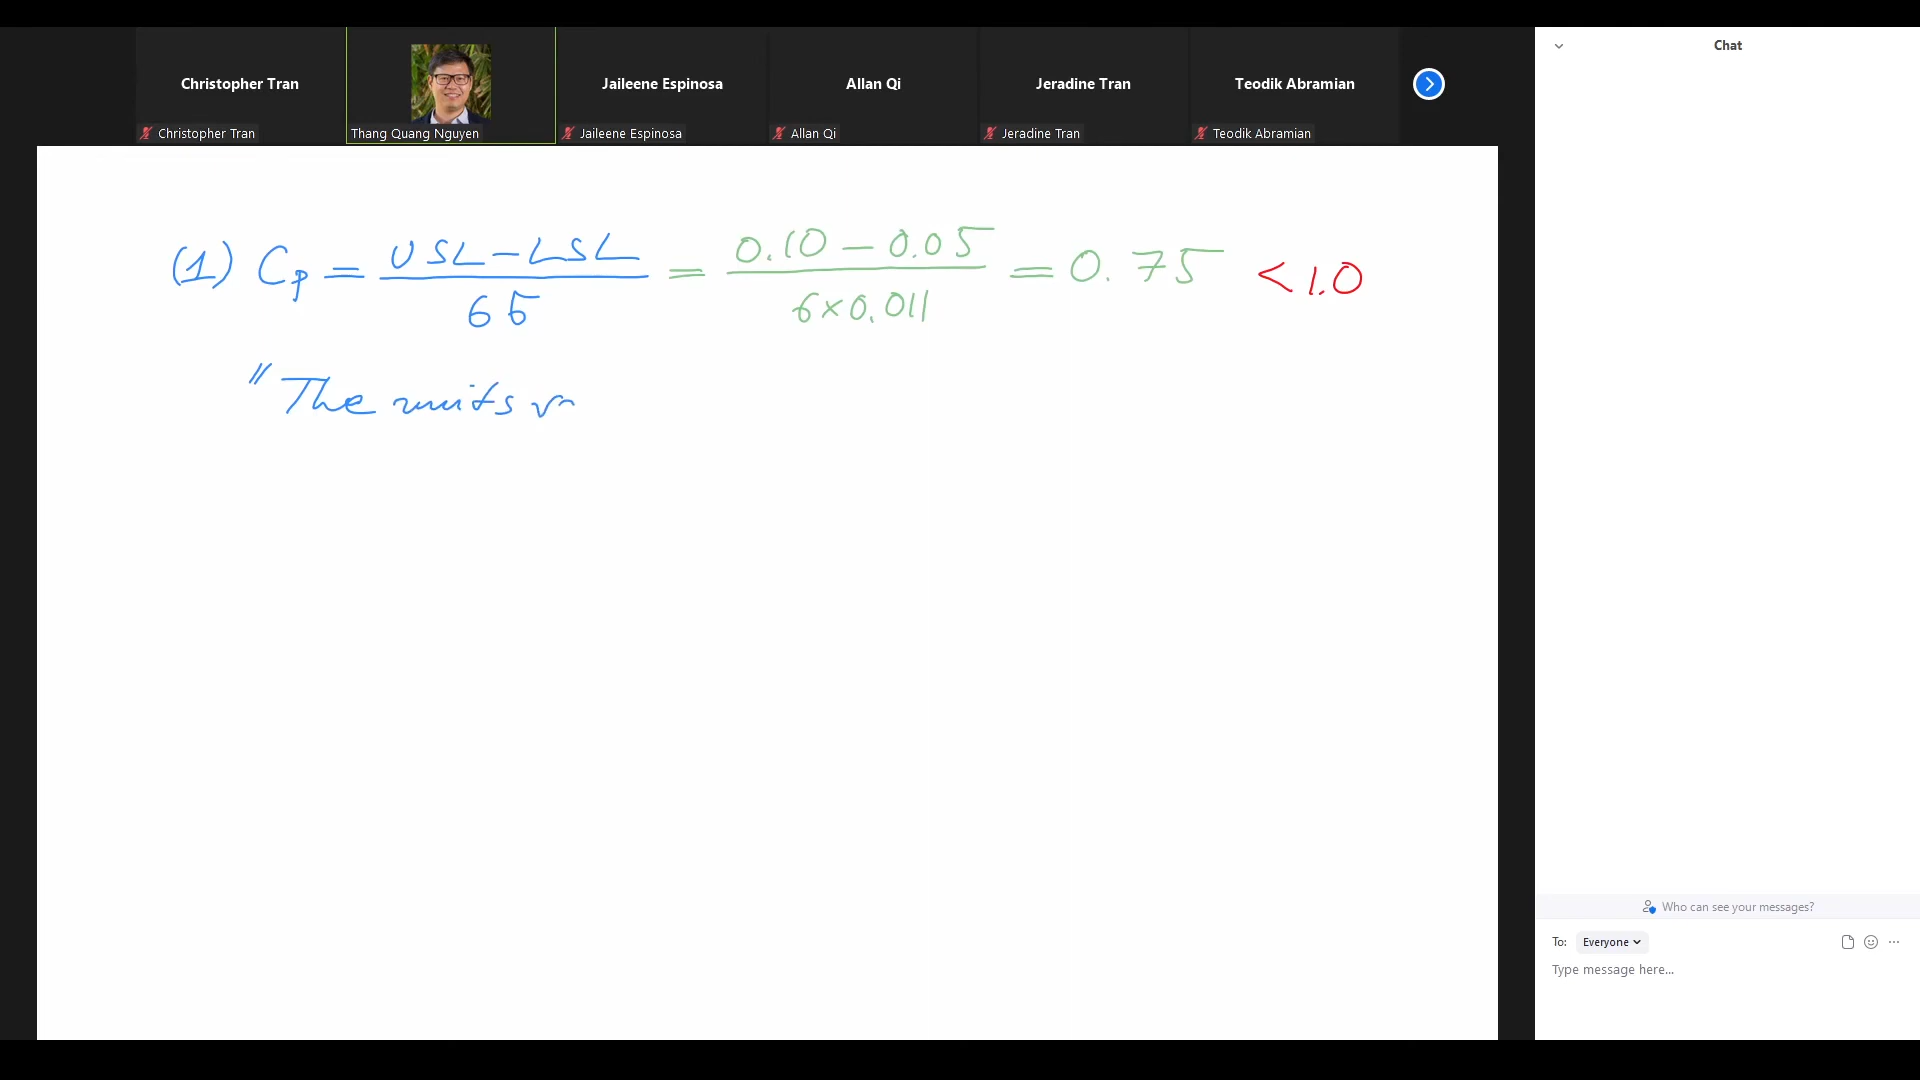 Chat
Christopher Tran
Jaileene Espinosa
Allan Qi
Jeradine Tran
Teodik Abramian
Christopher Tran
Thang Quang Nguyen
Jaileene Espinosa
Allan Qi
Jeradine Tran
Teodik Abramian
(1) Cp = USL - LSL / 6σ = 0.10 - 0.05 / 6 × 0.011 = 0.75 < 1.0
"The units
Who can see your messages?
To: Everyone
Type message here...